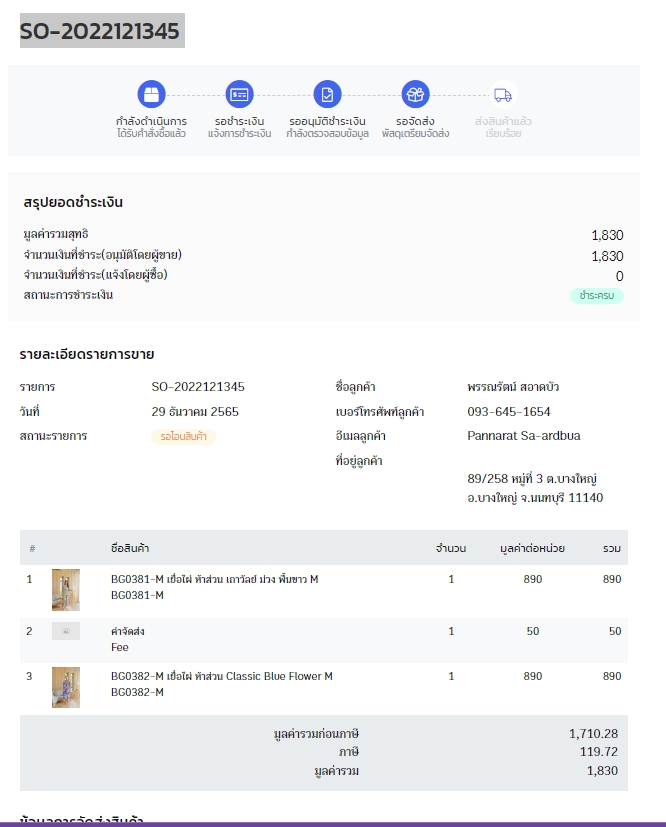 SO-2022121345
กำลังดำเนินการ
ได้รับคำสั่งซื้อแล้ว
รอชำระเงิน
แจ้งการชำระเงิน
รออนุมัติชำระเงิน
กำลังตรวจสอบข้อมูล
รอจัดส่ง
พัสดุเตรียมจัดส่ง
ส่งสินค้าแล้ว
เรียบร้อย
สรุปยอดชำระเงิน
มูลค่ารวมสุทธิ 1,830
จำนวนเงินที่ชำระ(อนุมัติโดยผู้ขาย) 1,830
จำนวนเงินที่ชำระ(แจ้งโดยผู้ซื้อ) 0
สถานะการชำระเงิน ชำระครบ
รายละเอียดรายการขาย
รายการ SO-2022121345 ชื่อลูกค้า พรรณรัตน์ สอาดบัว
วันที่ 29 ธันวาคม 2565 เบอร์โทรศัพท์ลูกค้า 093-645-1654
สถานะรายการ รอโอนสินค้า อีเมลลูกค้า Pannarat Sa-ardbua
ที่อยู่ลูกค้า
89/258 หมู่ที่ 3 ต.บางใหญ่
อ.บางใหญ่ จ.นนทบุรี 11140
# ชื่อสินค้า จำนวน มูลค่าต่อหน่วย รวม
1 BG0381-M เยื่อไผ่ ห้าส่วน เถาวัลย์ ม่วง พื้นขาว M 1 890 890
BG0381-M
2 ค่าจัดส่ง 1 50 50
Fee
3 BG0382-M เยื่อไผ่ ห้าส่วน Classic Blue Flower M 1 890 890
BG0382-M
มูลค่ารวมก่อนภาษี 1,710.28
ภาษี 119.72
มูลค่ารวม 1,830
ข้อมูลการจัดส่งสินค้า